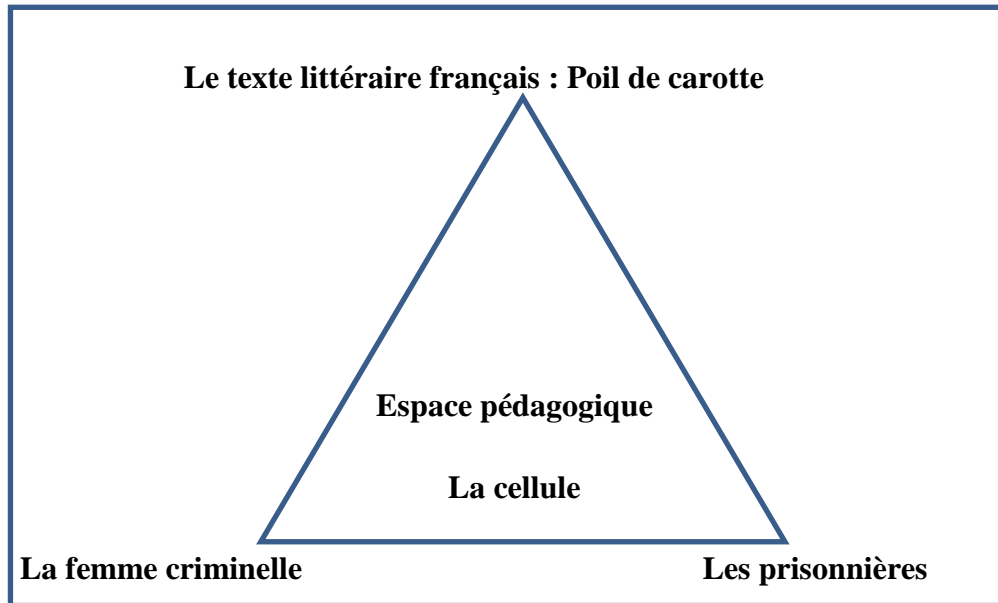 Le texte littéraire français : Poil de carotte
Espace pédagogique
La cellule
La femme criminelle
Les prisonnières